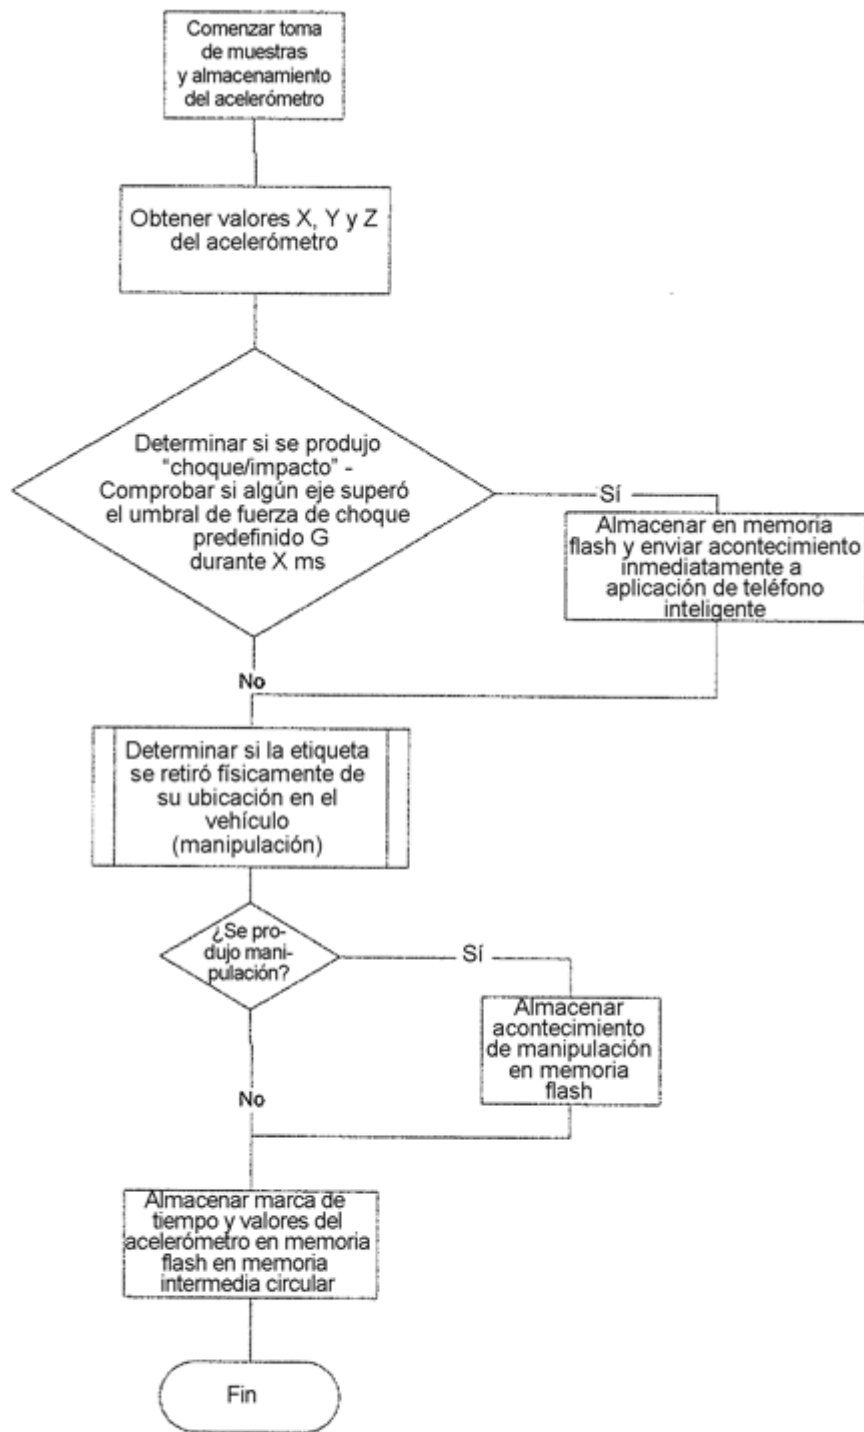 Comenzar toma
de muestras
y almacenamiento
del acelerómetro
Obtener valores X, Y y Z
del acelerómetro
Determinar si se produjo
"choque/impacto" -
Comprobar si algún eje superó
el umbral de fuerza de choque
predefinido G
durante X ms
Sí
Almacenar en memoria
flash y enviar acontecimiento
inmediatamente a
aplicación de teléfono
inteligente
No
Determinar si la etiqueta
se retiró físicamente de
su ubicación en el
vehículo
(manipulación)
¿Se pro-
dujo mani-
pulación?
Sí
Almacenar
acontecimiento
de manipulación
en memoria
flash
No
Almacenar marca de
tiempo y valores del
acelerómetro en memoria
flash en memoria
intermedia circular
Fin